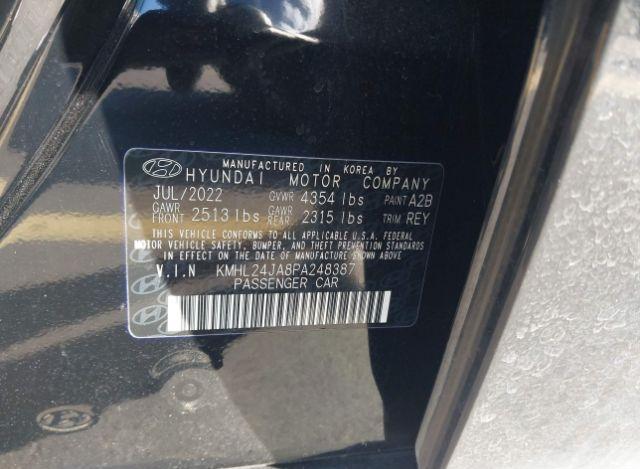 MANUFACTURED IN KOREA BY
HYUNDAI MOTOR COMPANY
JUL/2022 GVWR 4354 lbs PAINT A2B
GAWR FRONT 2513 lbs GAWR REAR 2315 lbs TRIM REY
THIS VEHICLE CONFORMS TO ALL APPLICABLE U.S.A. FEDERAL
MOTOR VEHICLE SAFETY, BUMPER, AND THEFT PREVENTION
STANDARDS IN EFFECT ON THE DATE OF MANUFACTURE SHOWN ABOVE
V.I.N KMHL24JA8PA248387
PASSENGER CAR